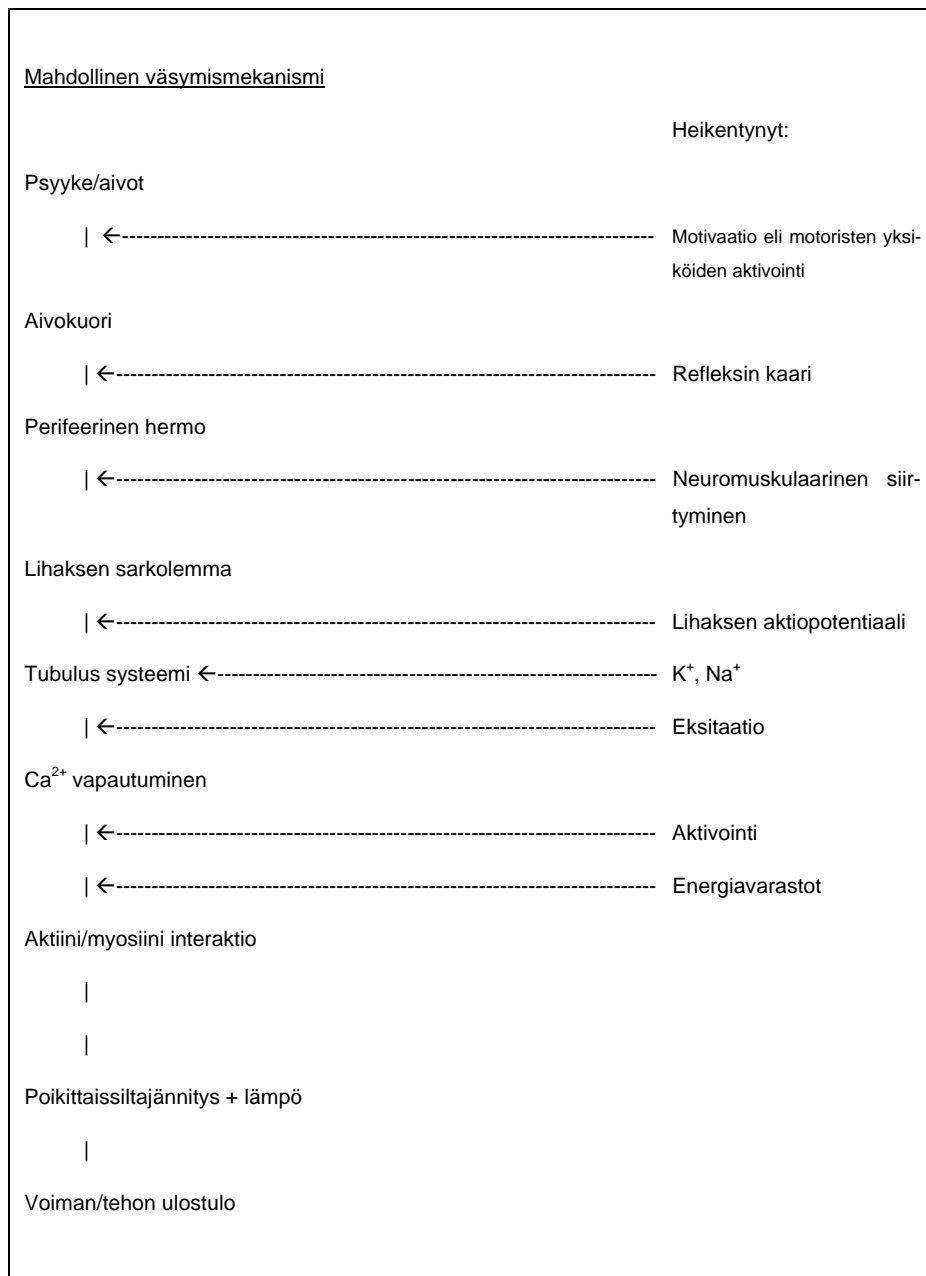 Mahdollinen väsymismekanismi
Heikentynyt:
Psyyke/aivot
| ←-------------------------------------------------------------------------- Motivaatio eli motoristen yksi-
köiden aktivointi
Aivokuori
| ←-------------------------------------------------------------------------- Refleksin kaari
Perifeerinen hermo
| ←-------------------------------------------------------------------------- Neuromuskulaarinen siir-
tyminen
Lihaksen sarkolemma
| ←-------------------------------------------------------------------------- Lihaksen aktiopotentiaali
Tubulus systeemi ←------------------------------------------------------------ K⁺, Na⁺
| ←-------------------------------------------------------------------------- Eksitaatio
Ca²⁺ vapautuminen
| ←-------------------------------------------------------------------------- Aktivointi
| ←-------------------------------------------------------------------------- Energiavarastot
Aktiini/myosiini interaktio
|
|
Poikittaissiltajännitys + lämpö
|
Voiman/tehon ulostulo